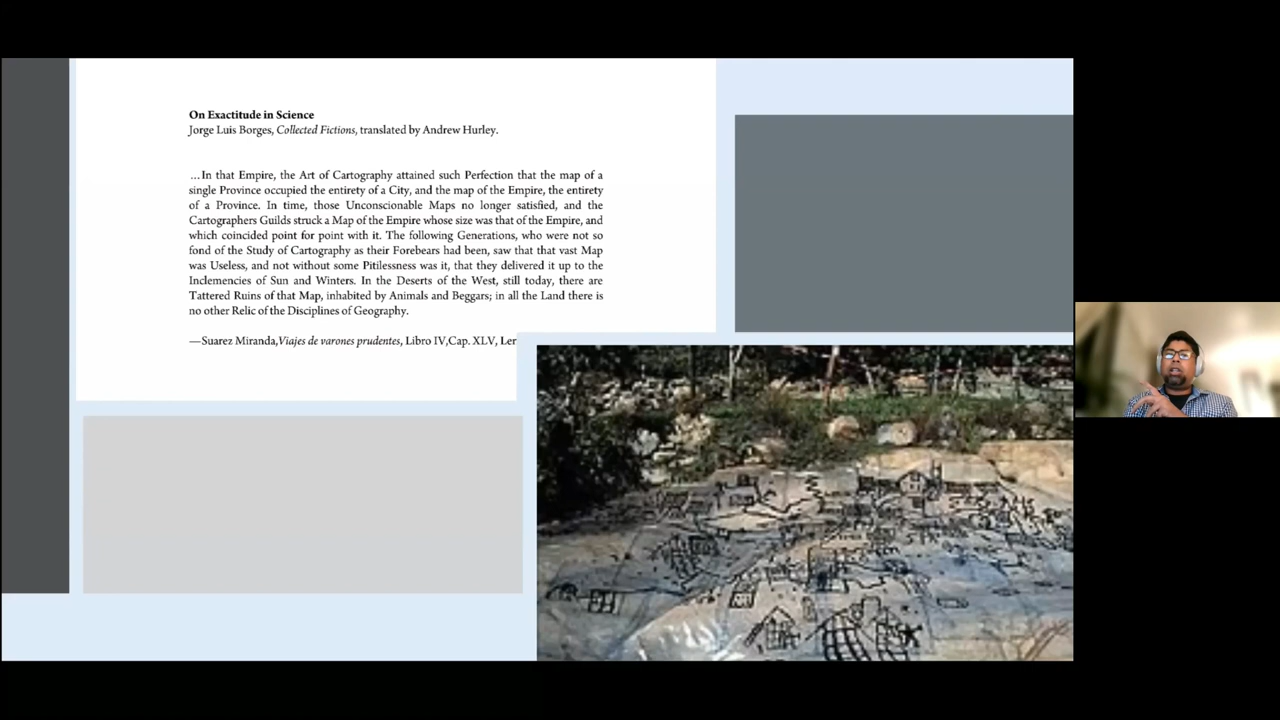 On Exactitude in Science
Jorge Luis Borges, Collected Fictions, translated by Andrew Hurley.
…In that Empire, the Art of Cartography attained such Perfection that the map of a
single Province occupied the entirety of a City, and the map of the Empire, the entirety
of a Province. In time, those Unconscionable Maps no longer satisfied, and the
Cartographers Guilds struck a Map of the Empire whose size was that of the Empire, and
which coincided point for point with it. The following Generations, who were not so
fond of the Study of Cartography as their Forebears had been, saw that that vast Map
was Useless, and not without some Pitilessness was it, that they delivered it up to the
Inclemencies of Sun and Winters. In the Deserts of the West, still today, there are
Tattered Ruins of that Map, inhabited by Animals and Beggars; in all the Land there is
no other Relic of the Disciplines of Geography.
—Suarez Miranda,Viajes de varones prudentes, Libro IV,Cap. XLV,